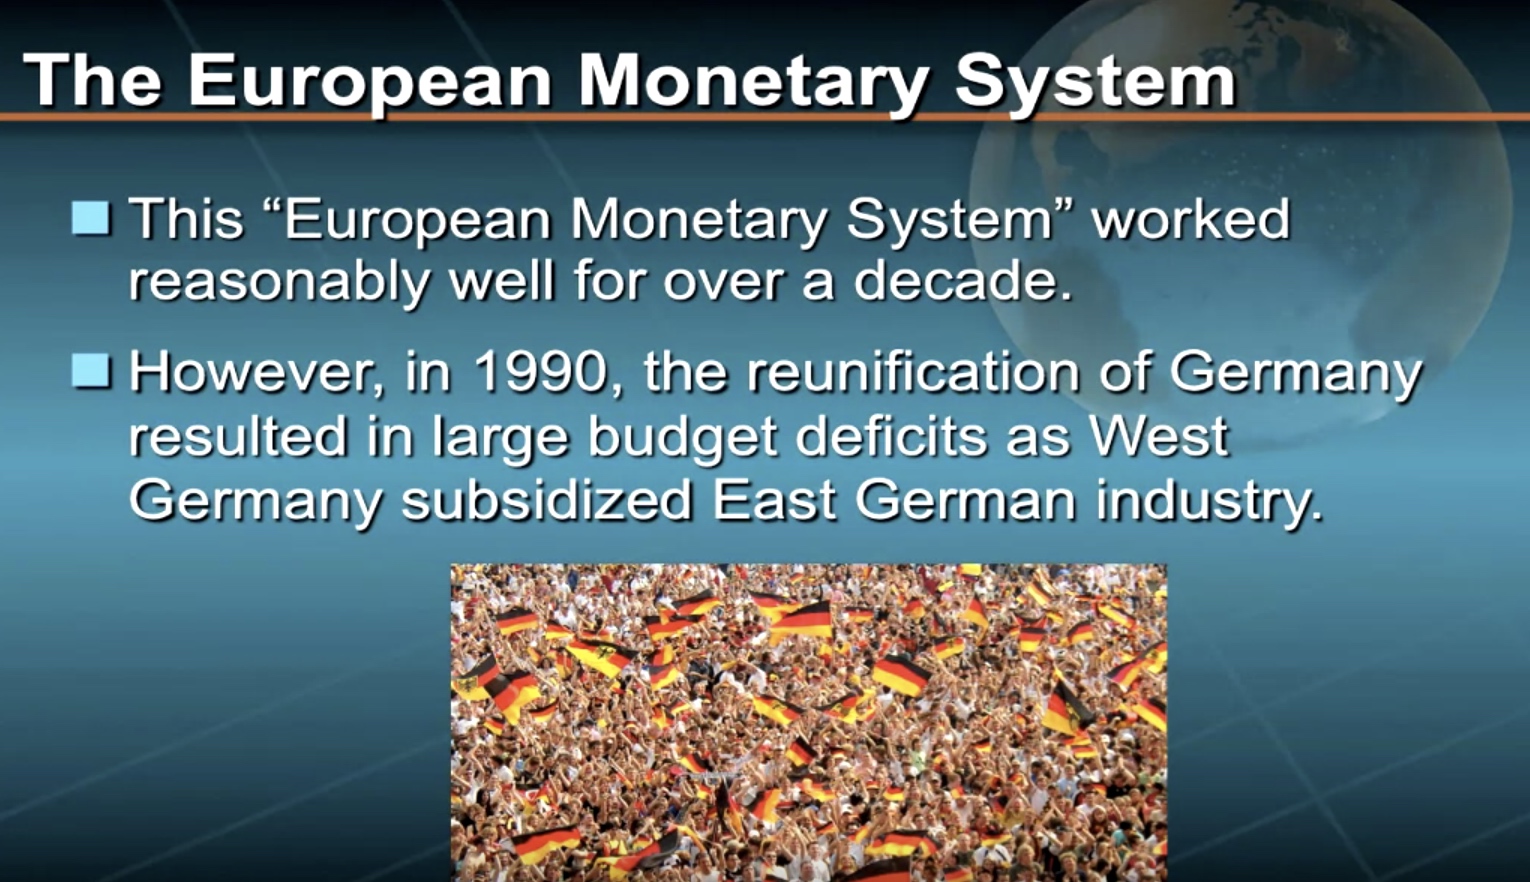 The European Monetary System
This “European Monetary System” worked
reasonably well for over a decade.
However, in 1990, the reunification of Germany
resulted in large budget deficits as West
Germany subsidized East German industry.